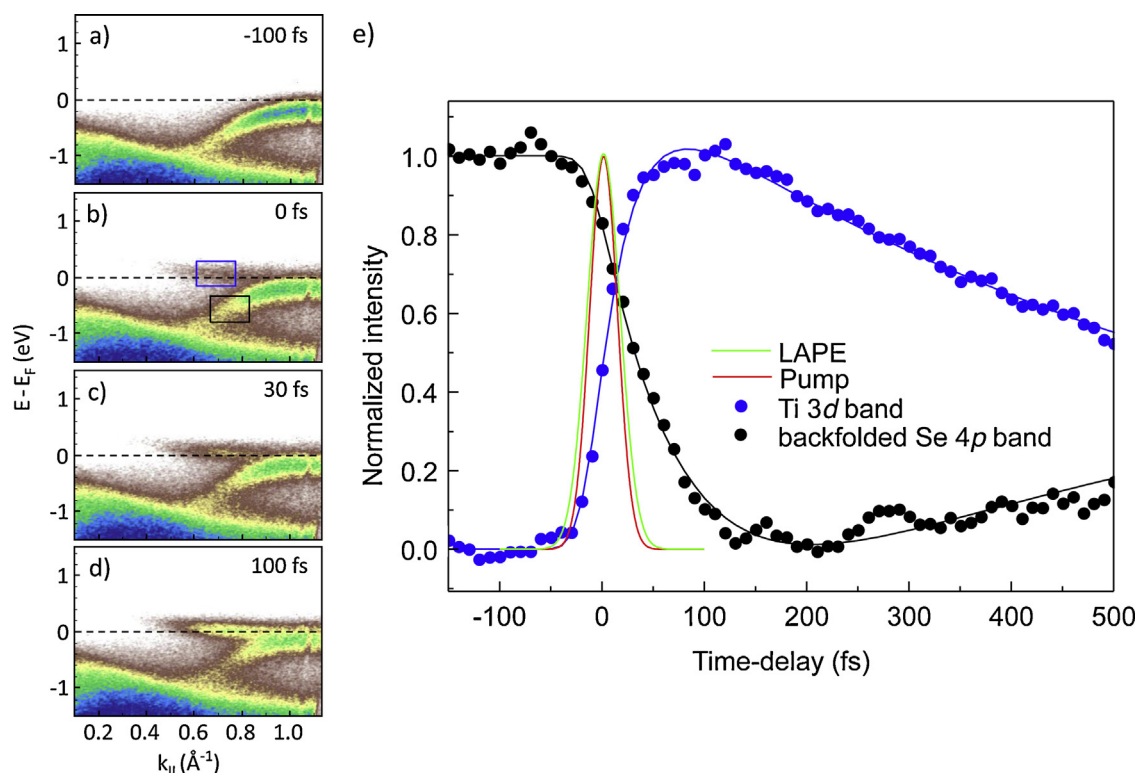 a)
-100 fs
1
0
-1
b)
0 fs
1
0
-1
c)
30 fs
1
0
-1
d)
100 fs
1
0
-1
E - E_F (eV)
0.2 0.4 0.6 0.8 1.0
k_|| (Å⁻¹)
e)
Normalized intensity
1.0
0.8
0.6
0.4
0.2
0.0
LAPE
Pump
Ti 3d band
backfolded Se 4p band
-100 0 100 200 300 400 500
Time-delay (fs)